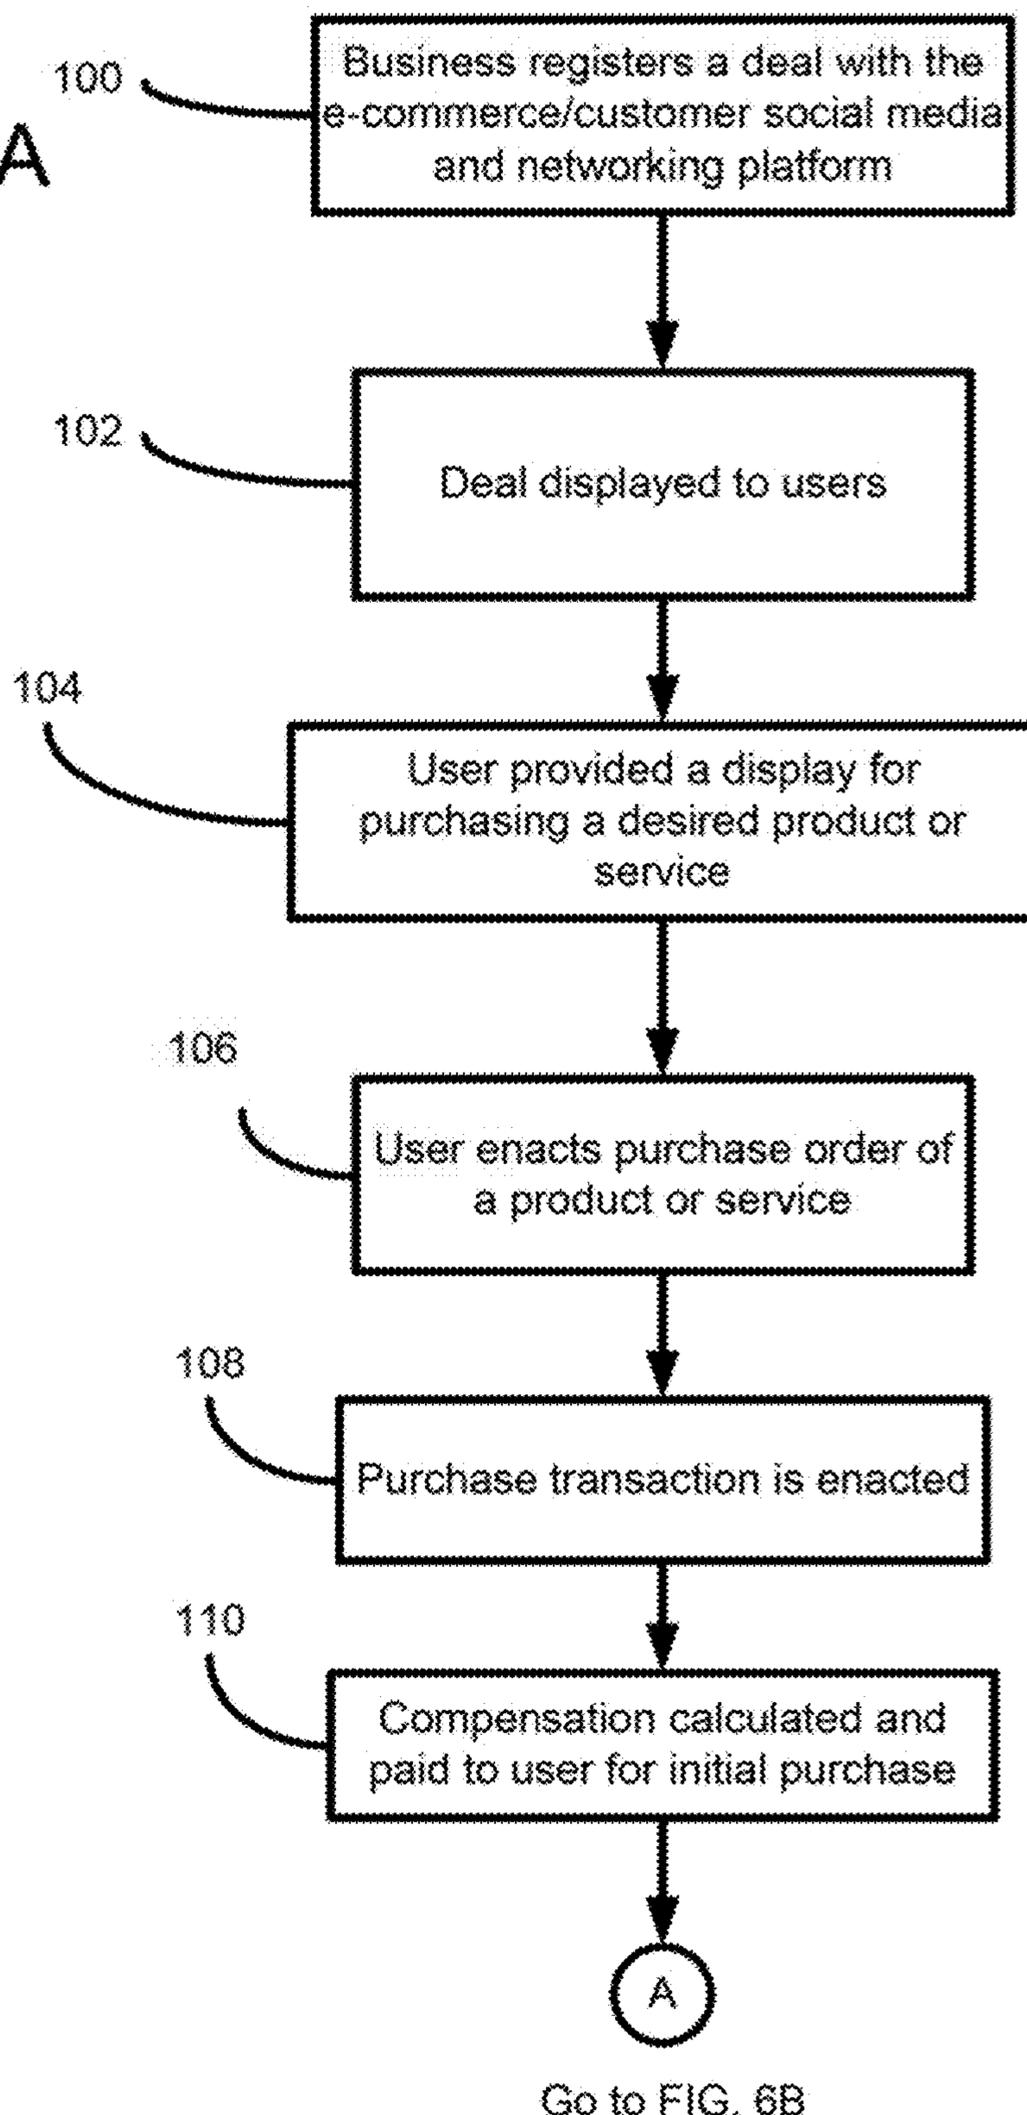 100
Business registers a deal with the
e-commerce/customer social media
and networking platform
A
102
Deal displayed to users
104
User provided a display for
purchasing a desired product or
service
106
User enacts purchase order of
a product or service
108
Purchase transaction is enacted
110
Compensation calculated and
paid to user for initial purchase
A
Go to FIG. 6B